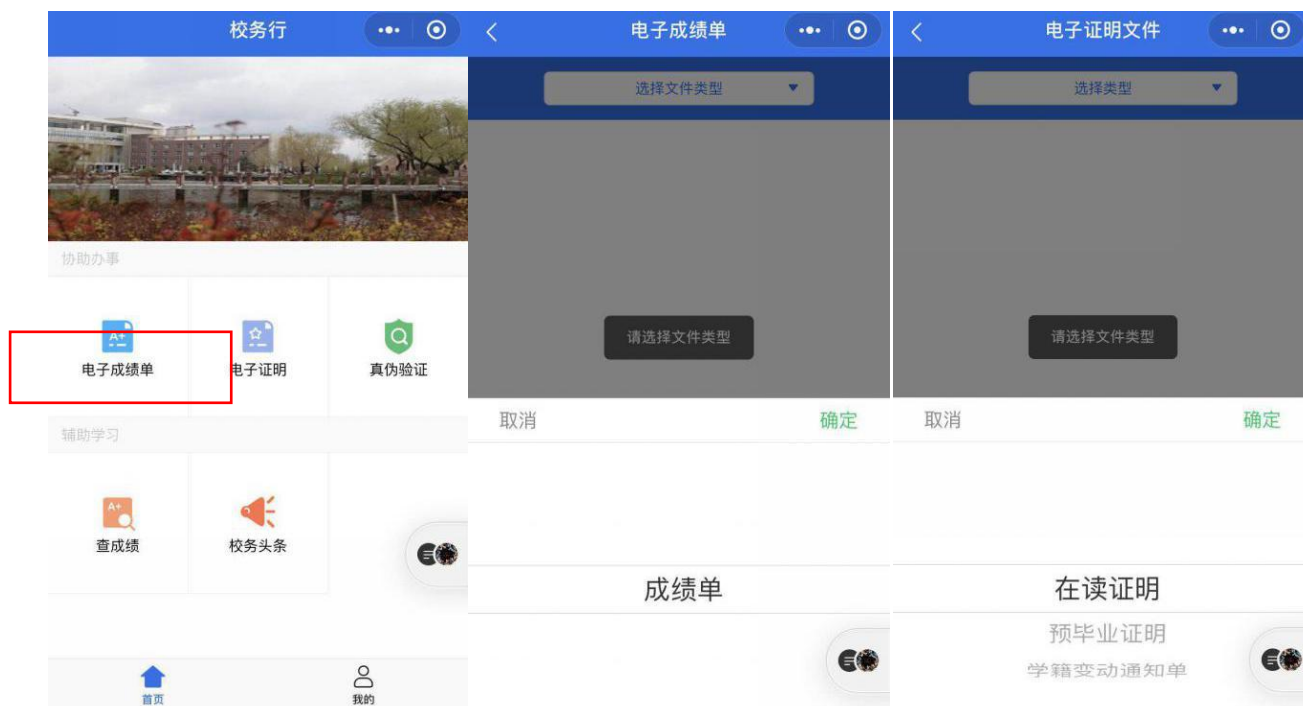 校务行
协助办事
A+
电子成绩单
电子证明
真伪验证
辅助学习
A+
查成绩
校务头条
首页
我的
电子成绩单
选择文件类型
请选择文件类型
取消
确定
成绩单
电子证明文件
选择类型
请选择文件类型
取消
确定
在读证明
预毕业证明
学籍变动通知单